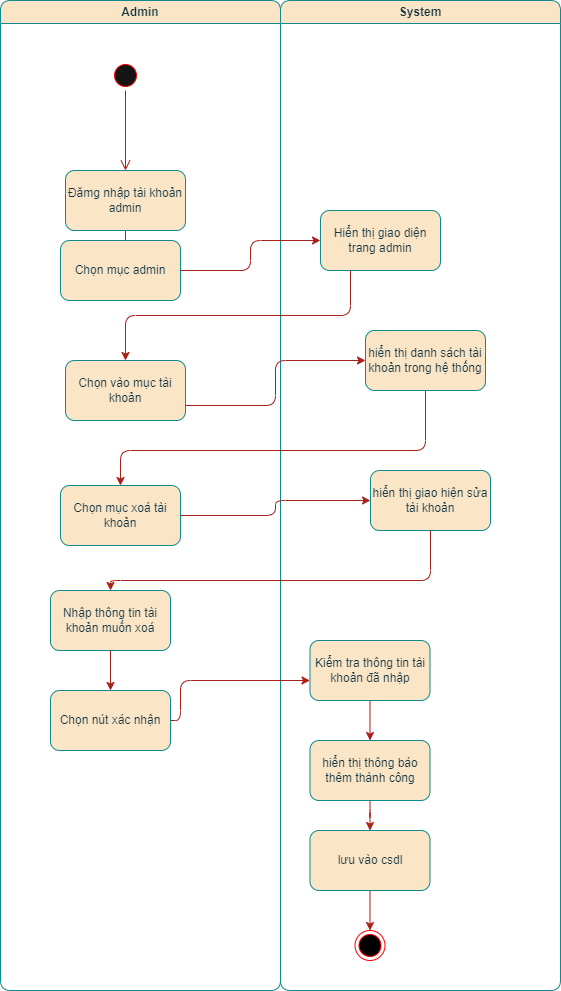 Admin
System
Đămg nhập tài khoản
admin
Chọn mục admin
Hiển thị giao diện
trang admin
Chọn vào mục tài
khoản
hiển thị danh sách tài
khoản trong hệ thống
Chọn mục xoá tài
khoản
hiển thị giao hiện sửa
tài khoản
Nhập thông tin tài
khoản muốn xoá
Chọn nút xác nhận
Kiểm tra thông tin tài
khoản đã nhập
hiển thị thông báo
thêm thành công
lưu vào csdl